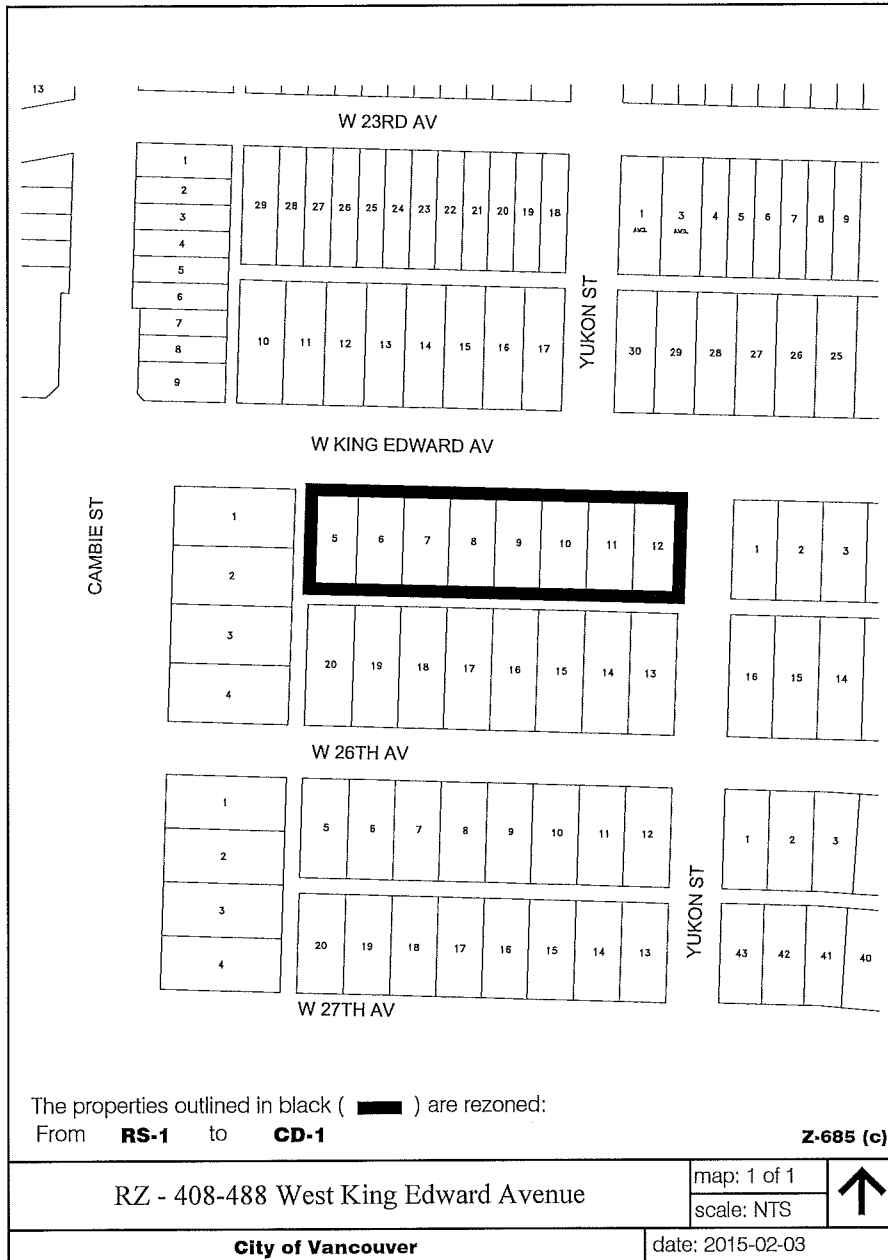 13
W 23RD AV
1
2
3
4
5
6
7
8
9
29 28 27 26 25 24 23 22 21 20 19 18
1 3 4 5 6 7 8 9
AMD. AMD.
10 11 12 13 14 15 16 17
YUKON ST
30 29 28 27 26 25
W KING EDWARD AV
CAMBIE ST
1
2
3
4
5 6 7 8 9 10 11 12
1 2 3
20 19 18 17 16 15 14 13
16 15 14
W 26TH AV
1
2
3
4
5 6 7 8 9 10 11 12
1 2 3
YUKON ST
20 19 18 17 16 15 14 13
43 42 41 40
W 27TH AV
The properties outlined in black ( ) are rezoned:
From RS-1 to CD-1
Z-685 (c)
RZ - 408-488 West King Edward Avenue
map: 1 of 1
scale: NTS
City of Vancouver
date: 2015-02-03